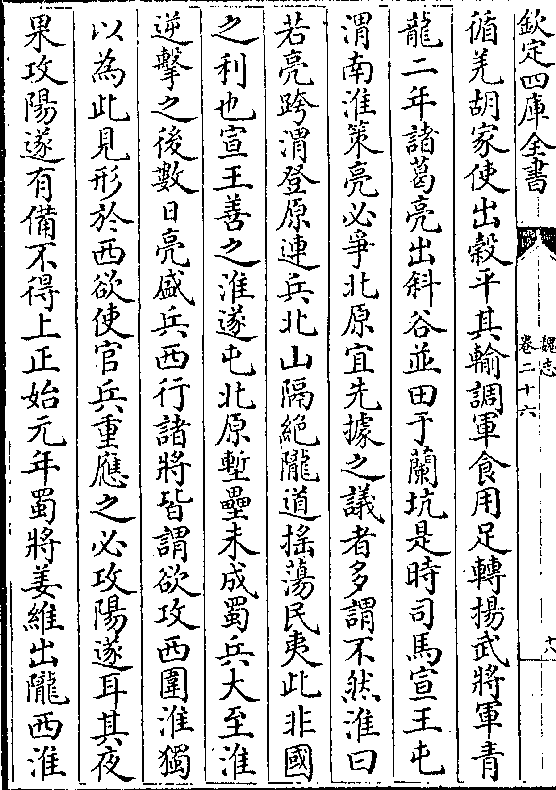 欽定四庫全書
魏志
卷二十六
十八
循羌胡家使出穀平其輸調軍食用足轉揚武將軍青
龍二年諸葛亮出斜谷並田于蘭坑是時司馬宣王屯
渭南淮策亮必爭北原宜先據之議者多謂不然淮曰
若亮跨渭登原連兵北山隔絶隴道揺蕩民夷此非國
之利也宣王善之淮遂屯北原塹壘未成蜀兵大至淮
逆擊之後數日亮盛兵西行諸將皆謂欲攻西圍淮獨
以為此見形於西欲使官兵重應之必攻陽遂耳其夜
果攻陽遂有備不得上正始元年蜀將姜維出隴西淮